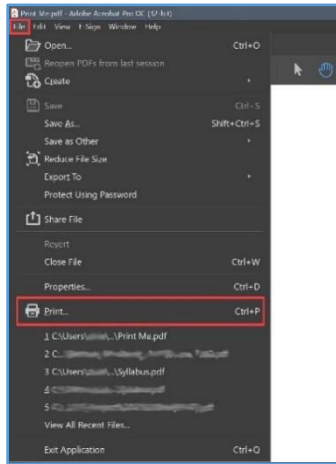 Print Me.pdf - Adobe Acrobat Pro DC (32-bit)
File Edit View E-Sign Window Help
Open... Ctrl+O
Reopen PDFs from last session
Create
Save Ctrl+S
Save As... Shift+Ctrl+S
Save as Other
Reduce File Size
Export To
Protect Using Password
Share File
Revert
Close File Ctrl+W
Properties... Ctrl+D
Print... Ctrl+P
1 C:\Users\...\Print Me.pdf
2 C:
3 C:\Users\...\Syllabus.pdf
4
5
View All Recent Files...
Exit Application Ctrl+Q